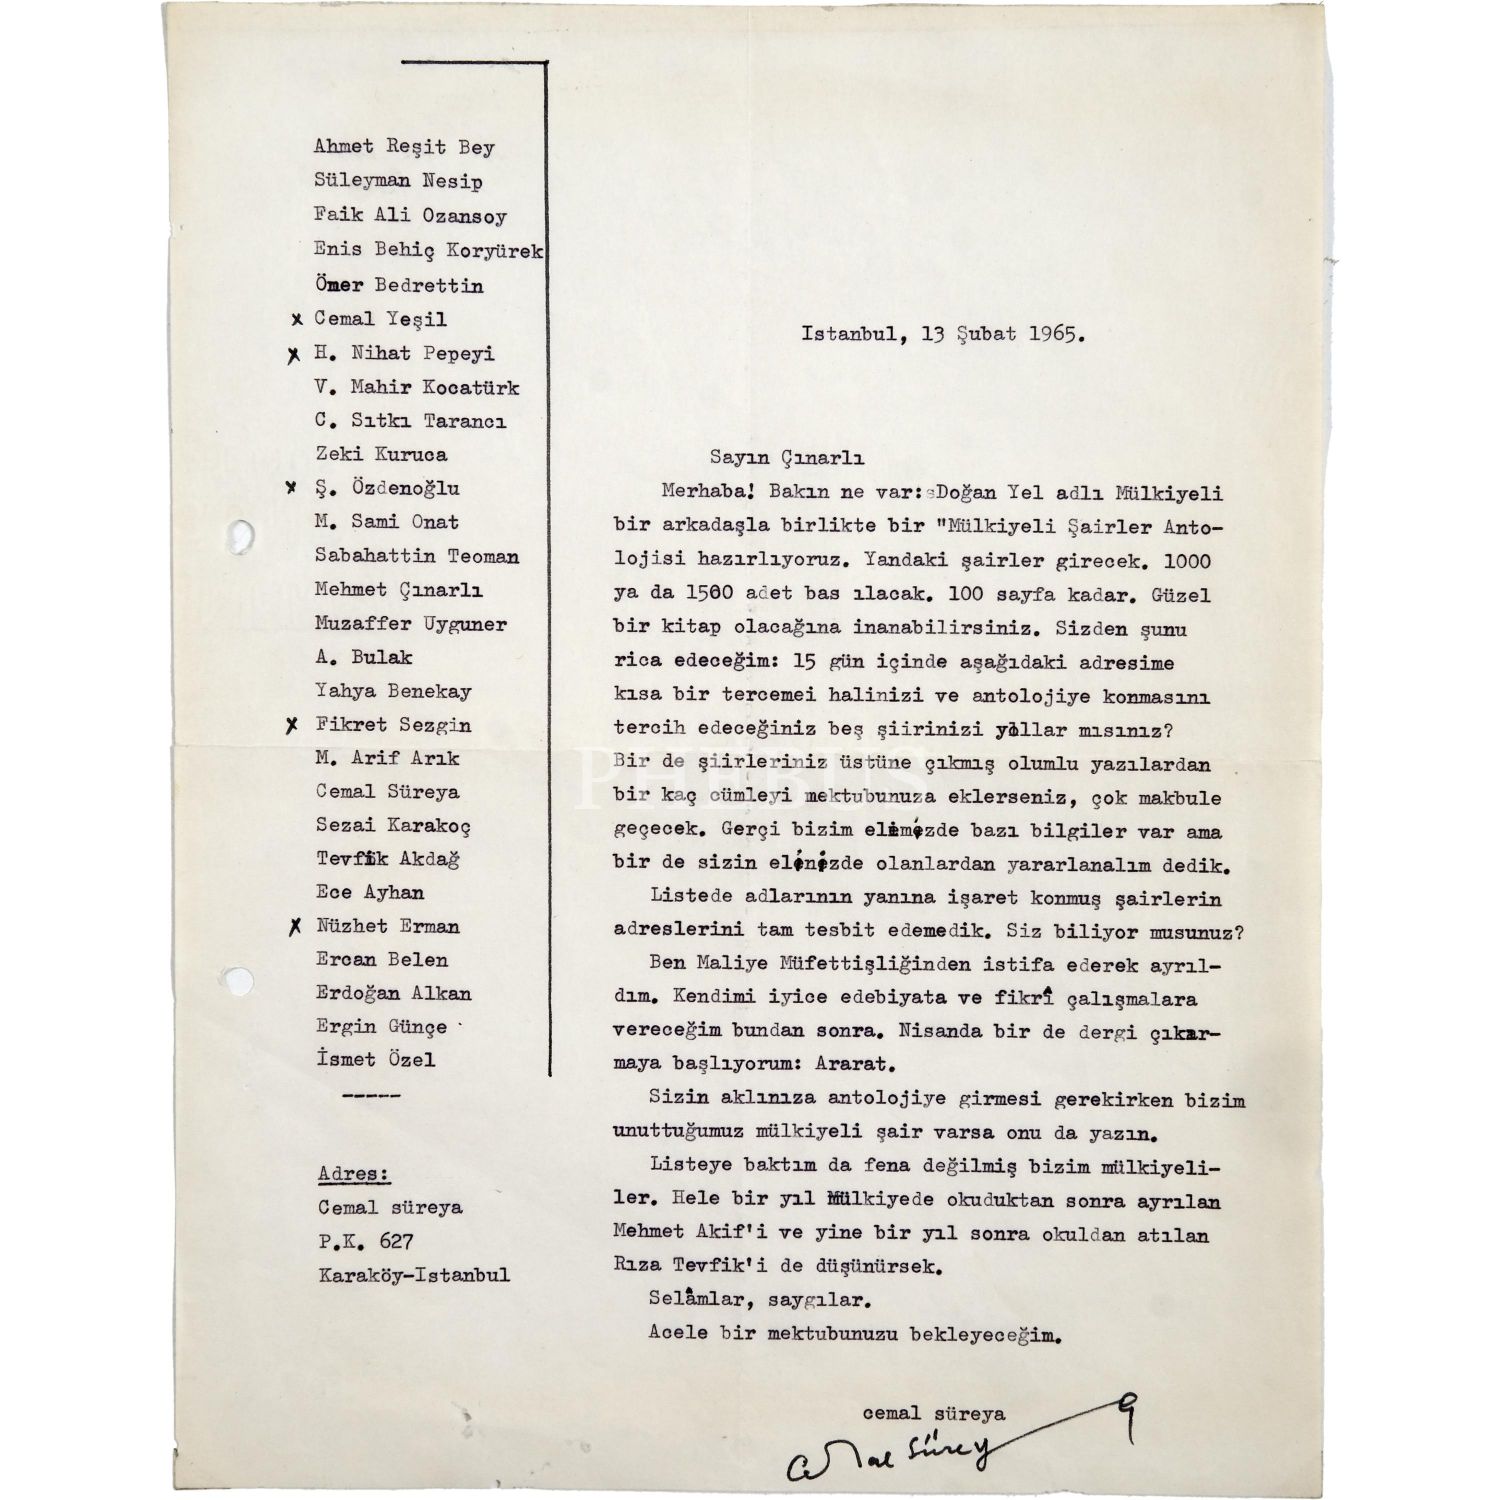 Ahmet Reşit Bey
Süleyman Nesip
Faik Ali Ozansoy
Enis Behiç Koryürek
Ömer Bedrettin
x Cemal Yeşil
x H. Nihat Pepeyi
V. Mahir Kocatürk
C. Sıtkı Tarancı
Zeki Kuruca
x Ş. Özdenoğlu
M. Sami Onat
Sabahattin Teoman
Mehmet Çınarlı
Muzaffer Uyguner
A. Bulak
Yahya Benekay
x Fikret Sezgin
M. Arif Arık
Cemal Süreya
Sezai Karakoç
Tevfik Akdağ
Ece Ayhan
x Nüzhet Erman
Ercan Belen
Erdoğan Alkan
Ergin Günçe
İsmet Özel
-----
Adres:
Cemal süreya
P.K. 627
Karaköy-Istanbul
Istanbul, 13 Şubat 1965.
Sayın Çınarlı
Merhaba! Bakın ne var: Doğan Yel adlı Mülkiyeli
bir arkadaşla birlikte bir "Mülkiyeli Şairler Anto-
lojisi hazırlıyoruz. Yandaki şairler girecek. 1000
ya da 1500 adet bas ılacak. 100 sayfa kadar. Güzel
bir kitap olacağına inanabilirsiniz. Sizden şunu
rica edeceğim: 15 gün içinde aşağıdaki adresime
kısa bir tercemei halinizi ve antolojiye konmasını
tercih edeceğiniz beş şiirinizi yollar mısınız?
Bir de şiirleriniz üstüne çıkmış olumlu yazılardan
bir kaç cümleyi mektubunuza eklerseniz, çok makbule
geçecek. Gerçi bizim elimizde bazı bilgiler var ama
bir de sizin elinizde olanlardan yararlanalım dedik.
Listede adlarının yanına işaret konmuş şairlerin
adreslerini tam tesbit edemedik. Siz biliyor musunuz?
Ben Maliye Müfettişliğinden istifa ederek ayrıl-
dım. Kendimi iyice edebiyata ve fikrî çalışmalara
vereceğim bundan sonra. Nisanda bir de dergi çıkar-
maya başlıyorum: Ararat.
Sizin aklınıza antolojiye girmesi gerekirken bizim
unuttuğumuz mülkiyeli şair varsa onu da yazın.
Listeye baktım da fena değilmiş bizim mülkiyeli-
ler. Hele bir yıl Mülkiyede okuduktan sonra ayrılan
Mehmet Akif'i ve yine bir yıl sonra okuldan atılan
Rıza Tevfik'i de düşünürsek.
Selâmlar, saygılar.
Acele bir mektubunuzu bekleyeceğim.
cemal süreya
Cemal Süreya
PHEBUS